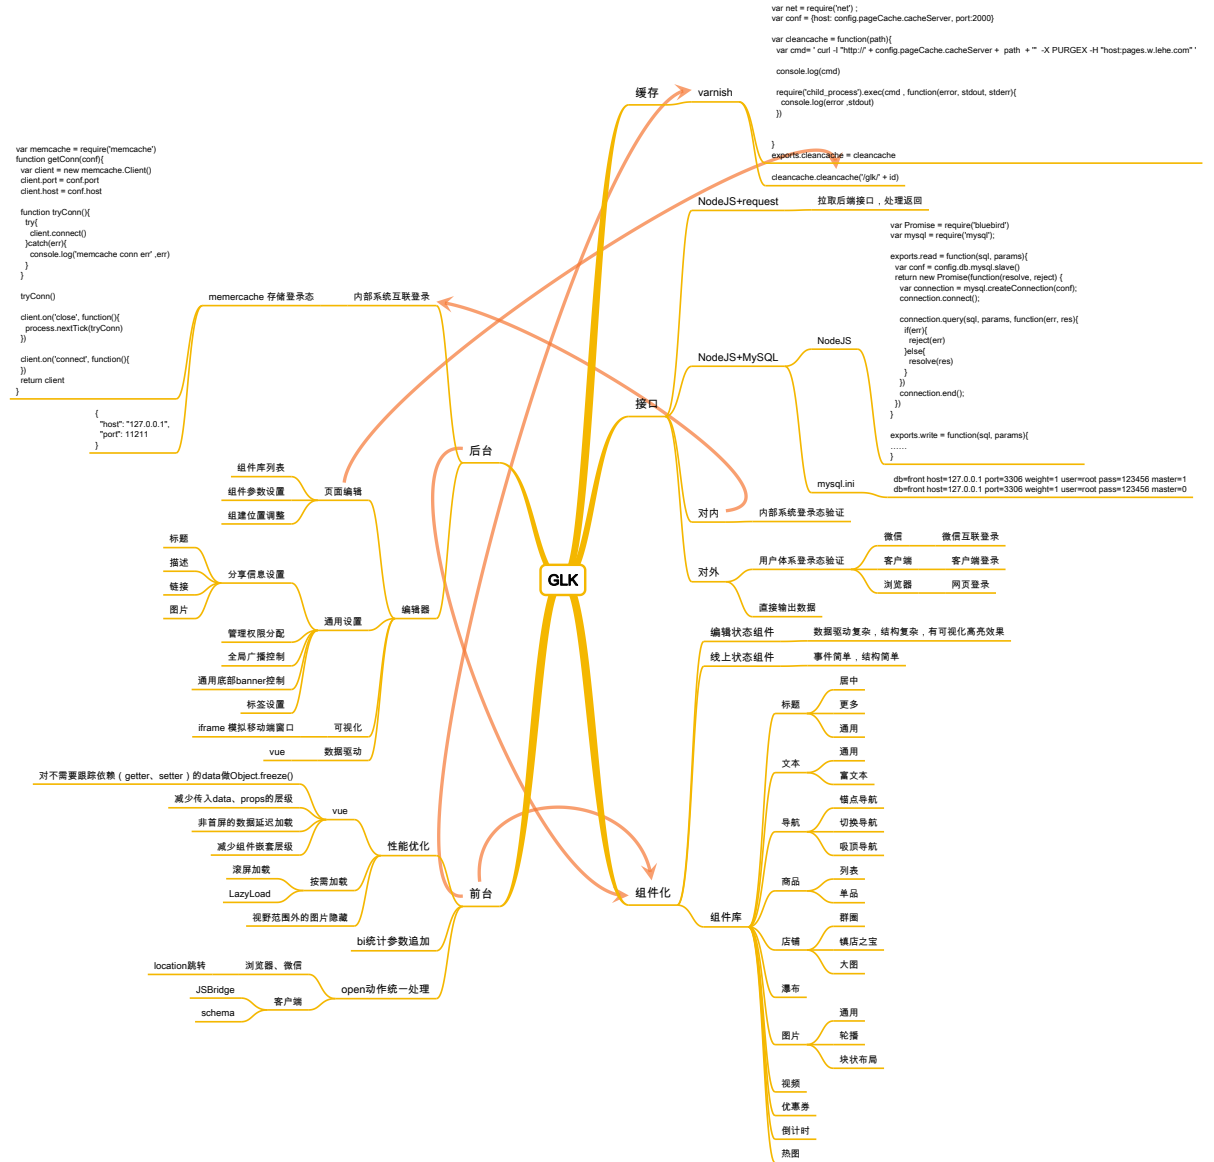 GLK
缓存
varnish
var net = require('net') ;
var conf = {host: config.pageCache.cacheServer, port:2000}
var cleancache = function(path){
var cmd= ' curl -I "http://' + config.pageCache.cacheServer +  path  + '"  -X PURGEX -H "host:pages.w.lehe.com" '
console.log(cmd)
require('child_process').exec(cmd , function(error, stdout, stderr){
console.log(error ,stdout)
})
}
exports.cleancache = cleancache
cleancache.cleancache('/glk/' + id)
接口
NodeJS+request
拉取后端接口，处理返回
NodeJS+MySQL
NodeJS
var Promise = require('bluebird')
var mysql = require('mysql');
exports.read = function(sql, params){
var conf = config.db.mysql.slave()
return new Promise(function(resolve, reject) {
var connection = mysql.createConnection(conf);
connection.connect();
connection.query(sql, params, function(err, res){
if(err){
reject(err)
}else{
resolve(res)
}
})
connection.end();
})
}
exports.write = function(sql, params){
……
}
mysql.ini
db=front host=127.0.0.1 port=3306 weight=1 user=root pass=123456 master=1
db=front host=127.0.0.1 port=3306 weight=1 user=root pass=123456 master=0
对内
内部系统登录态验证
对外
用户体系登录态验证
微信
微信互联登录
客户端
客户端登录
浏览器
网页登录
直接输出数据
组件化
编辑状态组件
数据驱动复杂，结构复杂，有可视化高亮效果
线上状态组件
事件简单，结构简单
组件库
标题
居中
更多
通用
文本
通用
富文本
导航
锚点导航
切换导航
吸顶导航
商品
列表
单品
店铺
群圈
镇店之宝
大图
瀑布
图片
通用
轮播
块状布局
视频
优惠券
倒计时
热图
后台
内部系统互联登录
memercache 存储登录态
var memcache = require('memcache')
function getConn(conf){
var client = new memcache.Client()
client.port = conf.port
client.host = conf.host
function tryConn(){
try{
client.connect()
}catch(err){
console.log('memcache conn err' ,err)
}
}
tryConn()
client.on('close', function(){
process.nextTick(tryConn)
})
client.on('connect', function(){
})
return client
}
{
"host": "127.0.0.1",
"port": 11211
}
编辑器
页面编辑
组件库列表
组件参数设置
组建位置调整
通用设置
分享信息设置
标题
描述
链接
图片
管理权限分配
全局广播控制
通用底部banner控制
标签设置
可视化
iframe 模拟移动端窗口
数据驱动
vue
前台
性能优化
vue
对不需要跟踪依赖（getter、setter）的data做Object.freeze()
减少传入data、props的层级
非首屏的数据延迟加载
减少组件嵌套层级
按需加载
滚屏加载
LazyLoad
视野范围外的图片隐藏
bi统计参数追加
open动作统一处理
浏览器、微信
location跳转
客户端
JSBridge
schema